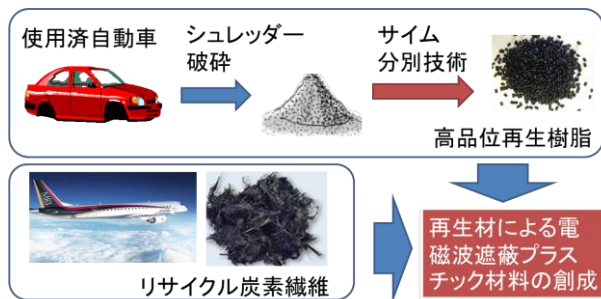 使用済自動車
シュレッダー
破砕
サイム
分別技術
高品位再生樹脂
リサイクル炭素繊維
再生材による電
磁波遮蔽プラス
チック材料の創成